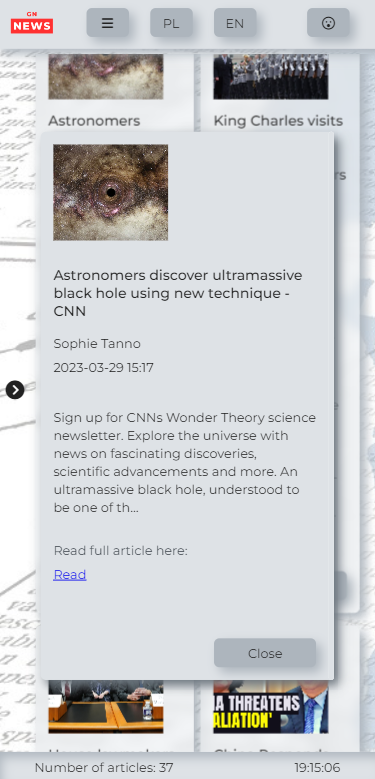 GN
NEWS
PL
EN
Astronomers
King Charles visits
Astronomers discover ultramassive
black hole using new technique -
CNN
Sophie Tanno
2023-03-29 15:17
Sign up for CNNs Wonder Theory science
newsletter. Explore the universe with
news on fascinating discoveries,
scientific advancements and more. An
ultramassive black hole, understood to
be one of th...
Read full article here:
Read
Close
A THREATENS
ALIATION'
Number of articles: 37
19:15:06